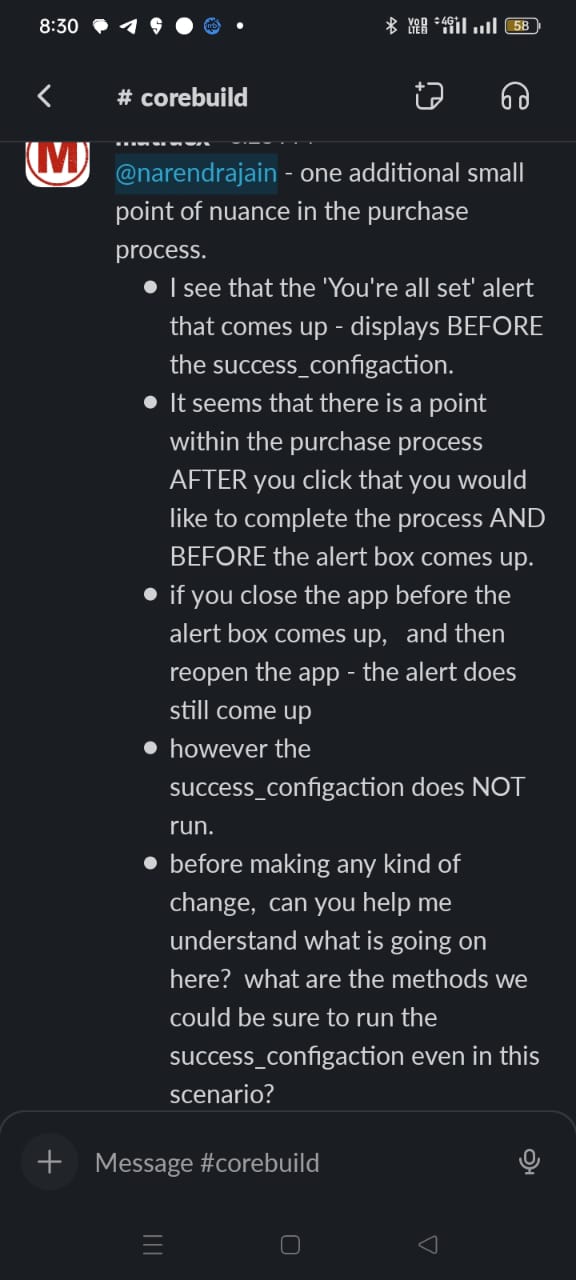 8:30
VoD LTEB 4G 58
# corebuild
M
@narendrajain - one additional small
point of nuance in the purchase
process.
I see that the 'You're all set' alert
that comes up - displays BEFORE
the success_configaction.
It seems that there is a point
within the purchase process
AFTER you click that you would
like to complete the process AND
BEFORE the alert box comes up.
if you close the app before the
alert box comes up, and then
reopen the app - the alert does
still come up
however the
success_configaction does NOT
run.
before making any kind of
change, can you help me
understand what is going on
here? what are the methods we
could be sure to run the
success_configaction even in this
scenario?
Message #corebuild